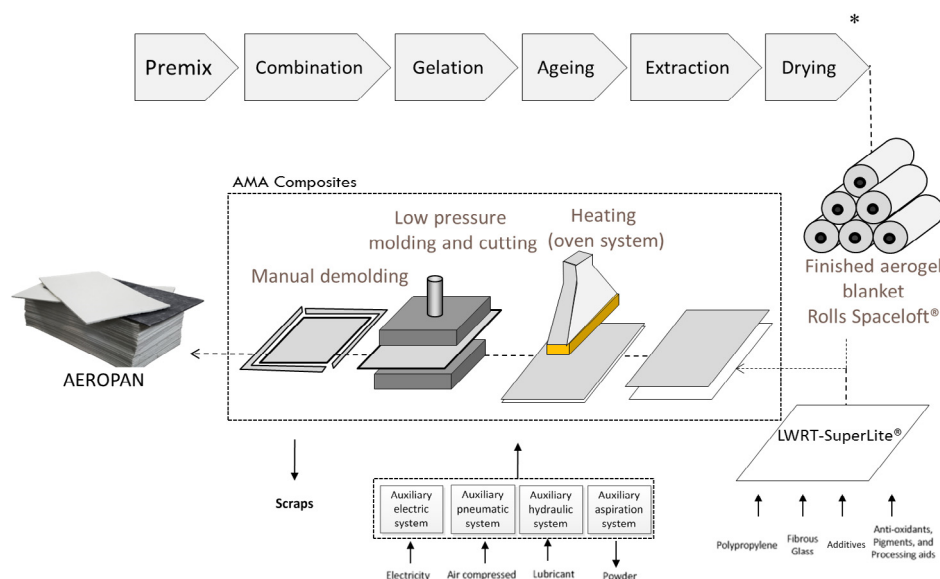 *
Premix
Combination
Gelation
Ageing
Extraction
Drying
AMA Composites
Low pressure
molding and cutting
Heating
(oven system)
Manual demolding
Finished aerogel
blanket
Rolls Spaceloft®
AEROPAN
LWRT-SuperLite®
Scraps
Auxiliary
electric
system
Auxiliary
pneumatic
system
Auxiliary
hydraulic
system
Auxiliary
aspiration
system
Electricity
Air compressed
Lubricant
Powder
Polypropylene
Fibrous
Glass
Additives
Anti-oxidants,
Pigments, and
Processing aids